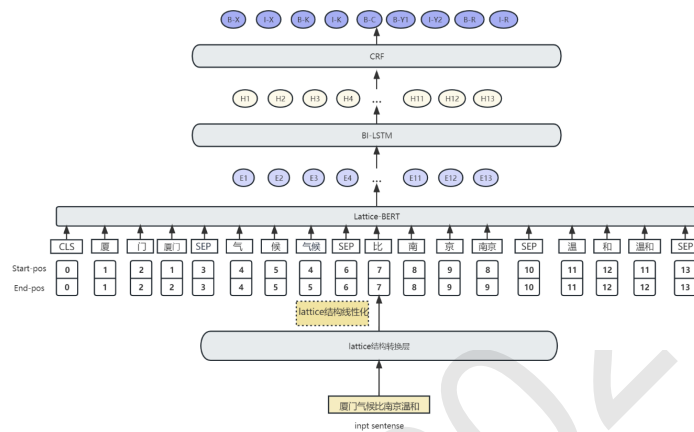 B-X I-X B-K I-K B-C B-Y1 I-Y2 B-R I-R
CRF
H1 H2 H3 H4 ... H11 H12 H13
BI-LSTM
E1 E2 E3 E4 ... E11 E12 E13
Lattice-BERT
CLS 厦 门 厦门 SEP 气 候 气候 SEP 比 南 京 南京 SEP 温 和 温和 SEP
Start-pos 0 1 2 1 3 4 5 4 6 7 8 9 8 10 11 12 11 13
End-pos 0 1 2 2 3 4 5 5 6 7 8 9 9 10 11 12 12 13
lattice结构线性化
lattice结构转换层
厦门气候比南京温和
inpt sentense